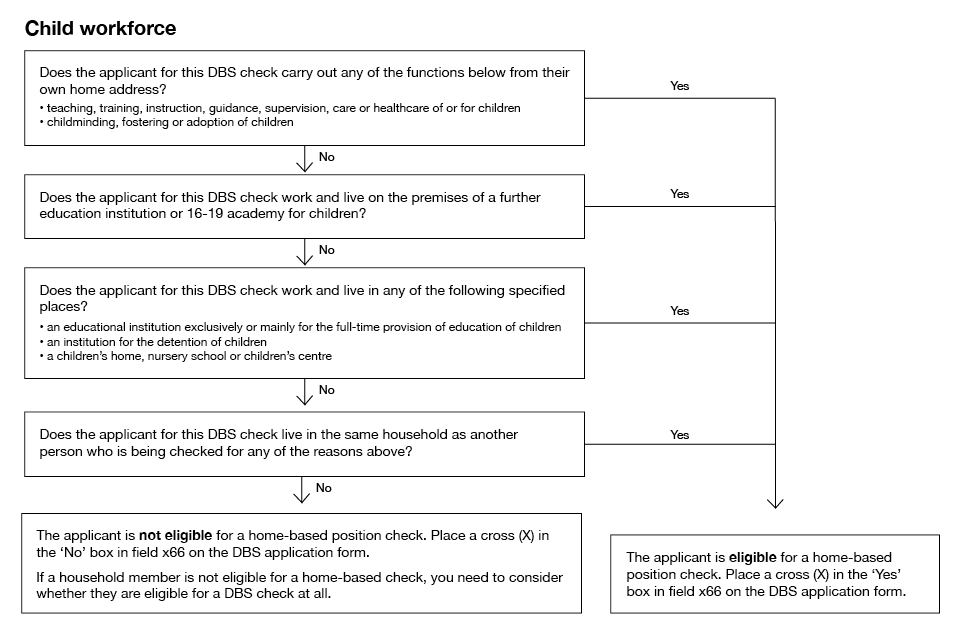 Child workforce
Does the applicant for this DBS check carry out any of the functions below from their
own home address?
• teaching, training, instruction, guidance, supervision, care or healthcare of or for children
• childminding, fostering or adoption of children
Yes
No
Does the applicant for this DBS check work and live on the premises of a further
education institution or 16-19 academy for children?
Yes
No
Does the applicant for this DBS check work and live in any of the following specified
places?
• an educational institution exclusively or mainly for the full-time provision of education of children
• an institution for the detention of children
• a children's home, nursery school or children's centre
Yes
No
Does the applicant for this DBS check live in the same household as another
person who is being checked for any of the reasons above?
Yes
No
The applicant is not eligible for a home-based position check. Place a cross (X) in
the ‘No’ box in field x66 on the DBS application form.
If a household member is not eligible for a home-based check, you need to consider
whether they are eligible for a DBS check at all.
The applicant is eligible for a home-based
position check. Place a cross (X) in the ‘Yes’
box in field x66 on the DBS application form.